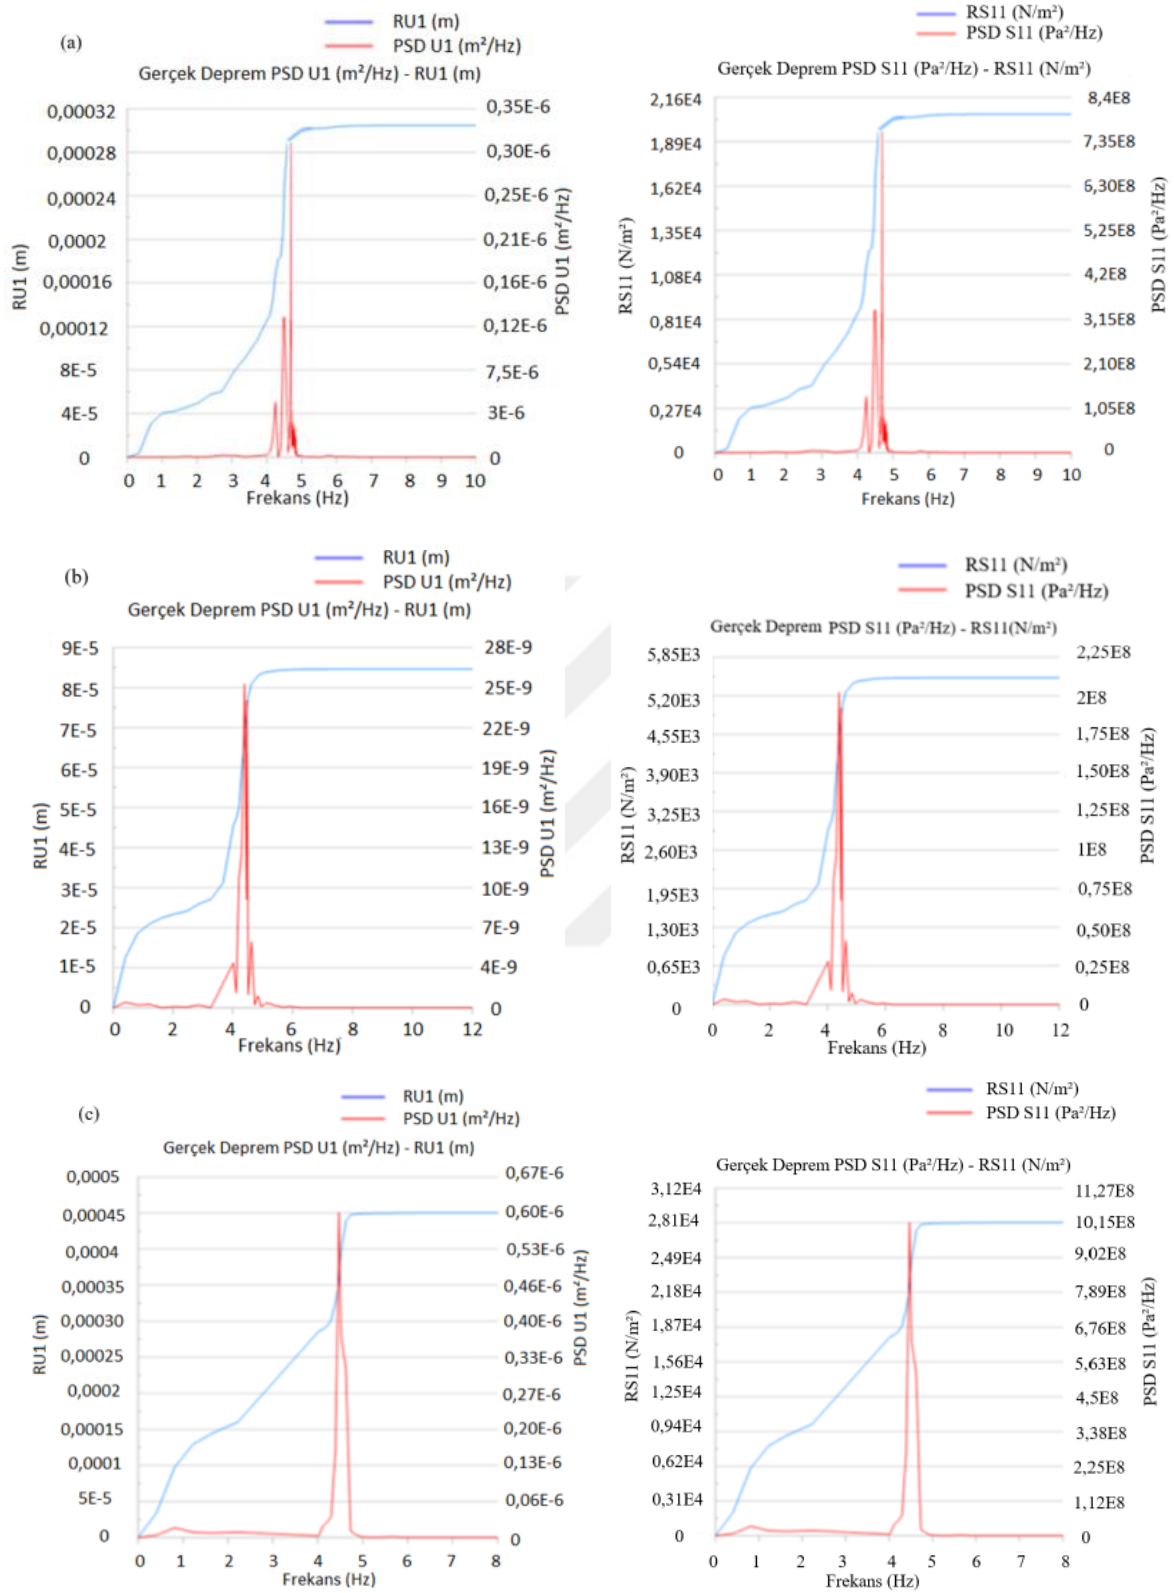 (a)
RU1 (m)
PSD U1 (m²/Hz)
Gerçek Deprem PSD U1 (m²/Hz) - RU1 (m)
0,00032
0,00028
0,00024
0,0002
0,00016
0,00012
8E-5
4E-5
0
RU1 (m)
0,35E-6
0,30E-6
0,25E-6
0,21E-6
0,16E-6
0,12E-6
7,5E-6
3E-6
0
PSD U1 (m²/Hz)
0 1 2 3 4 5 6 7 8 9 10
Frekans (Hz)
RS11 (N/m²)
PSD S11 (Pa²/Hz)
Gerçek Deprem PSD S11 (Pa²/Hz) - RS11 (N/m²)
2,16E4
1,89E4
1,62E4
1,35E4
1,08E4
0,81E4
0,54E4
0,27E4
0
RS11 (N/m²)
8,4E8
7,35E8
6,30E8
5,25E8
4,2E8
3,15E8
2,10E8
1,05E8
0
PSD S11 (Pa²/Hz)
0 1 2 3 4 5 6 7 8 9 10
Frekans (Hz)
(b)
RU1 (m)
PSD U1 (m²/Hz)
Gerçek Deprem PSD U1 (m²/Hz) - RU1 (m)
9E-5
8E-5
7E-5
6E-5
5E-5
4E-5
3E-5
2E-5
1E-5
0
RU1 (m)
28E-9
25E-9
22E-9
19E-9
16E-9
13E-9
10E-9
7E-9
4E-9
0
PSD U1 (m²/Hz)
0 2 4 6 8 10 12
Frekans (Hz)
RS11 (N/m²)
PSD S11 (Pa²/Hz)
Gerçek Deprem PSD S11 (Pa²/Hz) - RS11(N/m²)
5,85E3
5,20E3
4,55E3
3,90E3
3,25E3
2,60E3
1,95E3
1,30E3
0,65E3
0
RS11 (N/m²)
2,25E8
2E8
1,75E8
1,50E8
1,25E8
1E8
0,75E8
0,50E8
0,25E8
0
PSD S11 (Pa²/Hz)
0 2 4 6 8 10 12
Frekans (Hz)
(c)
RU1 (m)
PSD U1 (m²/Hz)
Gerçek Deprem PSD U1 (m²/Hz) - RU1 (m)
0,0005
0,00045
0,0004
0,00035
0,00030
0,00025
0,0002
0,00015
0,0001
5E-5
0
RU1 (m)
0,67E-6
0,60E-6
0,53E-6
0,46E-6
0,40E-6
0,33E-6
0,27E-6
0,20E-6
0,13E-6
0,06E-6
0
PSD U1 (m²/Hz)
0 1 2 3 4 5 6 7 8
Frekans (Hz)
RS11 (N/m²)
PSD S11 (Pa²/Hz)
Gerçek Deprem PSD S11 (Pa²/Hz) - RS11 (N/m²)
3,12E4
2,81E4
2,49E4
2,18E4
1,87E4
1,56E4
1,25E4
0,94E4
0,62E4
0,31E4
0
RS11 (N/m²)
11,27E8
10,15E8
9,02E8
7,89E8
6,76E8
5,63E8
4,5E8
3,38E8
2,25E8
1,12E8
0
PSD S11 (Pa²/Hz)
0 1 2 3 4 5 6 7 8
Frekans (Hz)